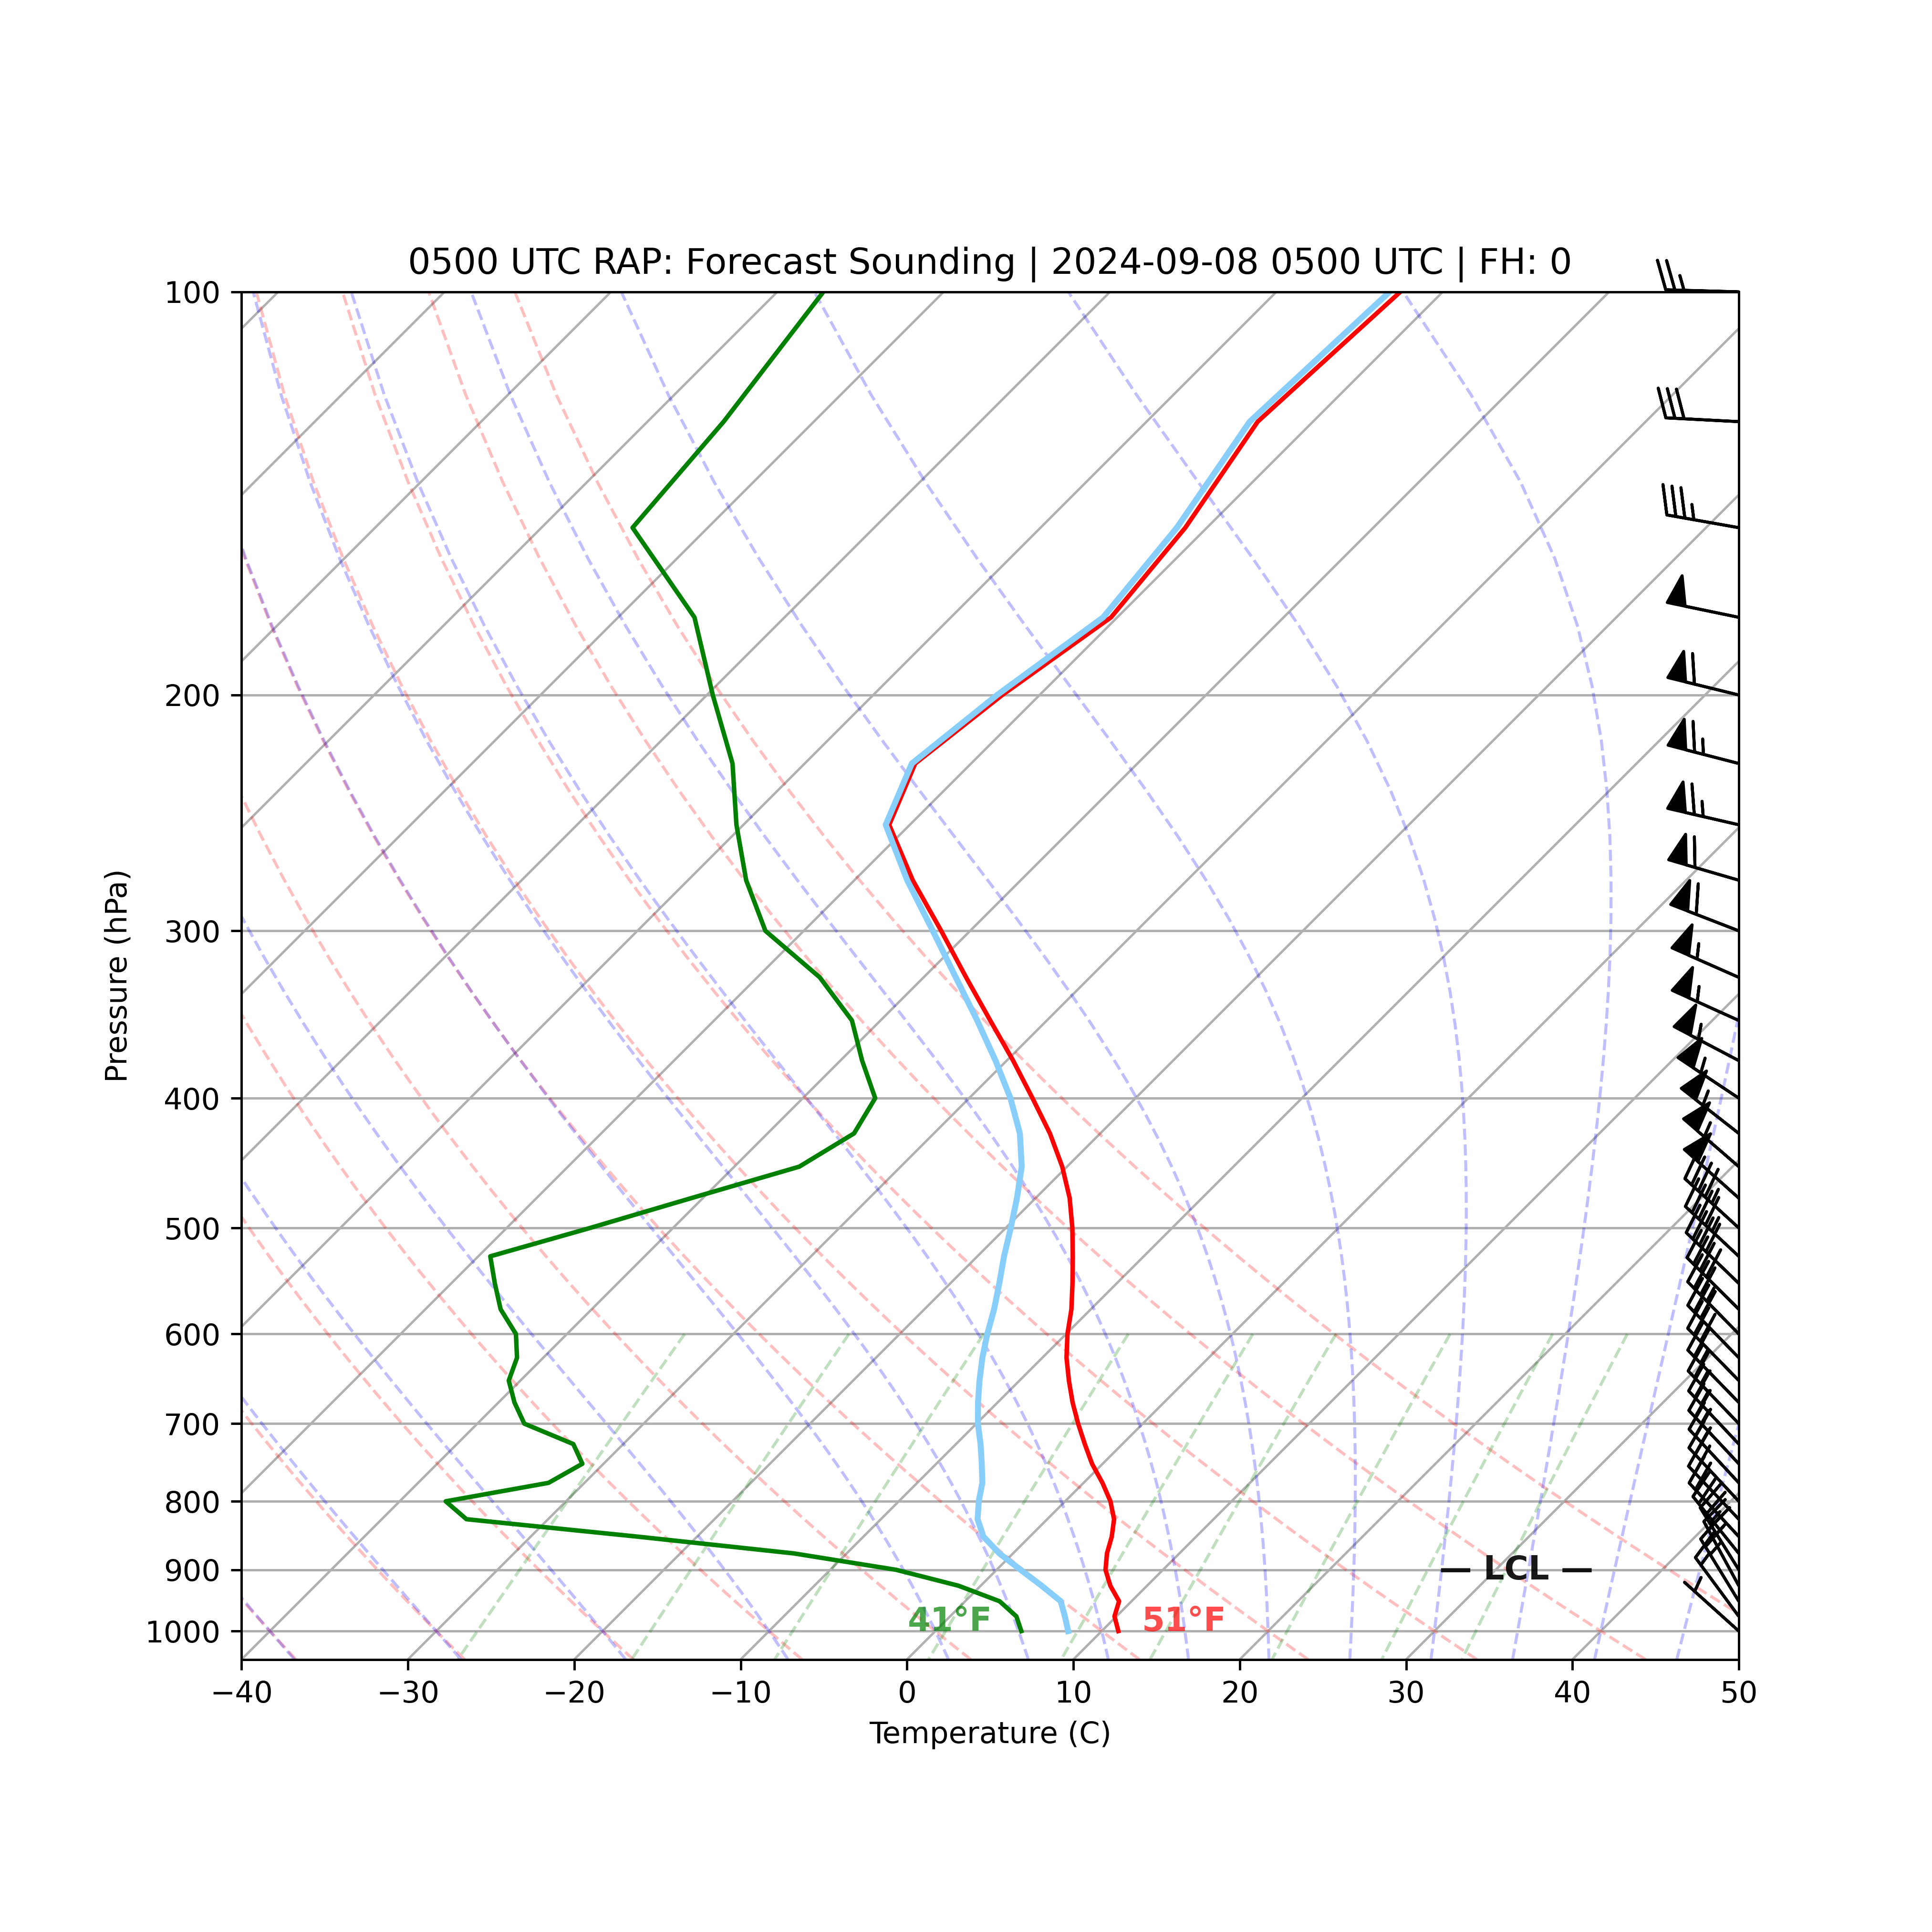 0500 UTC RAP: Forecast Sounding | 2024-09-08 0500 UTC | FH: 0
100
200
300
400
500
600
700
800
900
1000
Pressure (hPa)
— LCL —
41°F
51°F
−40 −30 −20 −10 0 10 20 30 40 50
Temperature (C)